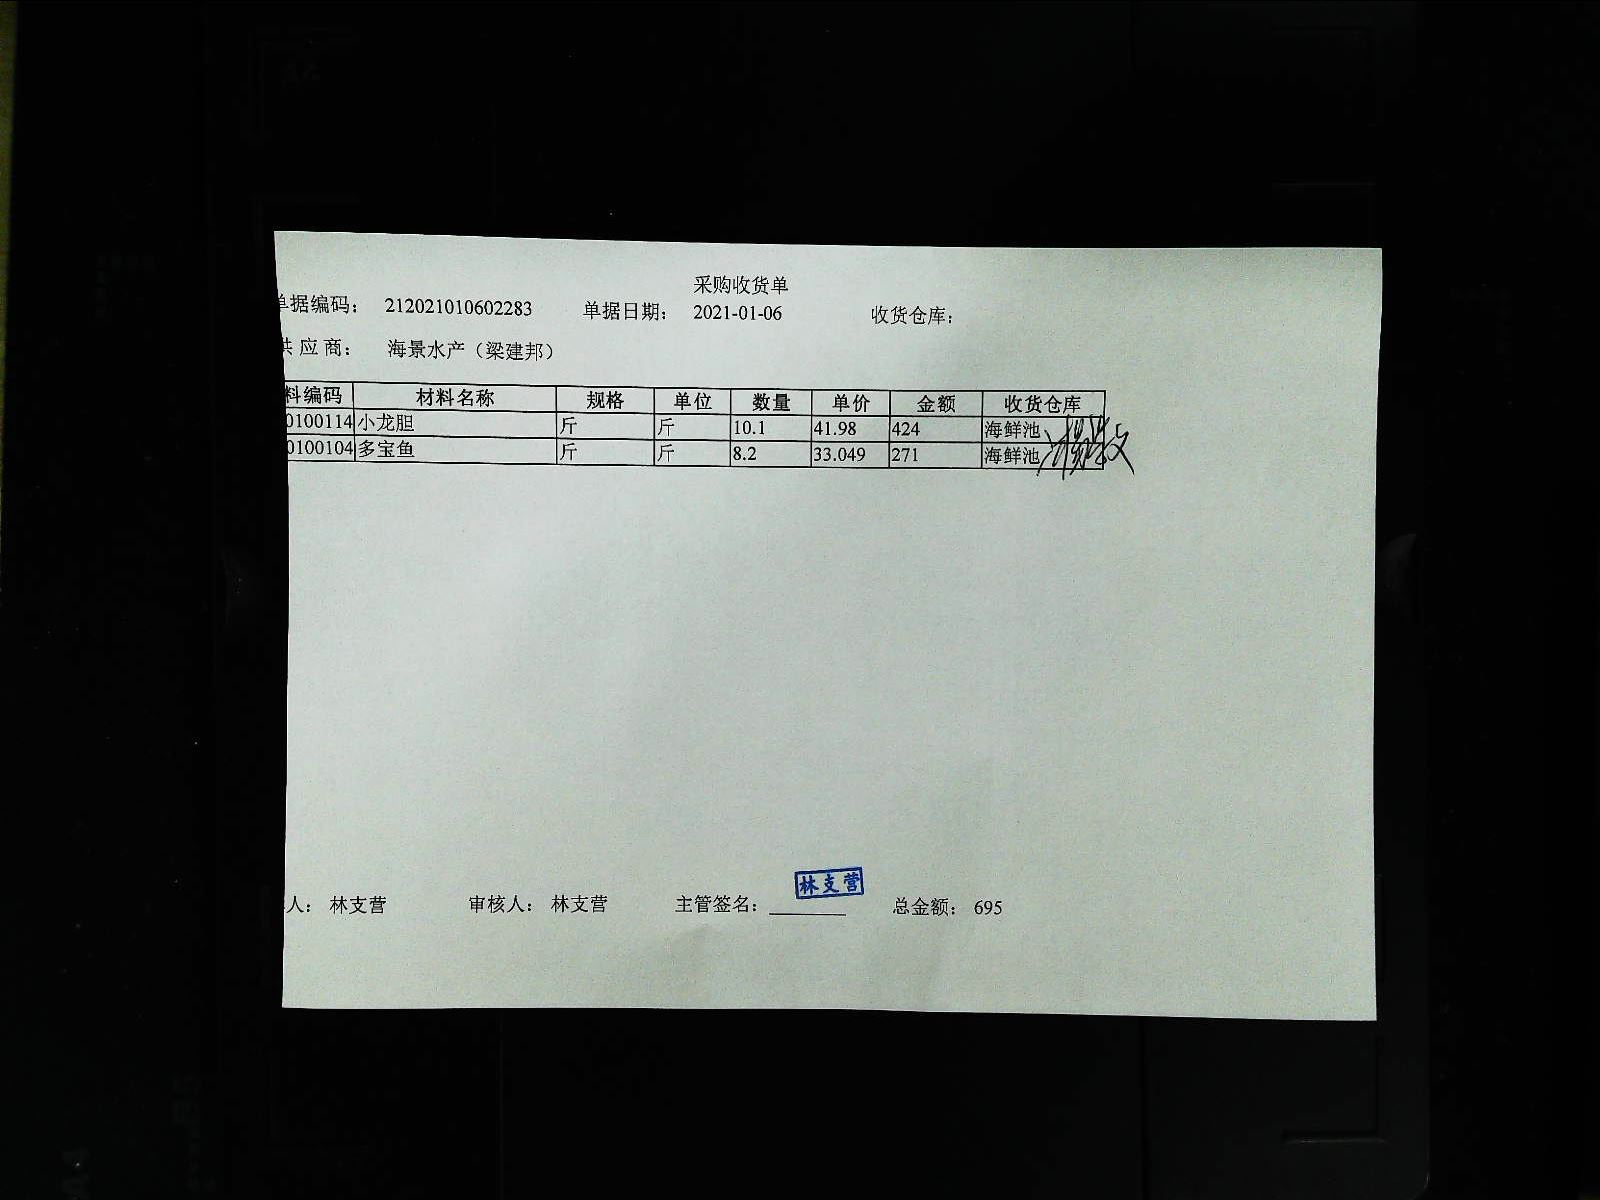 采购收货单
单据编码： 212021010602283 单据日期： 2021-01-06 收货仓库：
供 应 商： 海景水产（梁建邦）
料编码 材料名称 规格 单位 数量 单价 金额 收货仓库
0100114 小龙胆 斤 斤 10.1 41.98 424 海鲜池
0100104 多宝鱼 斤 斤 8.2 33.049 271 海鲜池
林支营
人： 林支营 审核人： 林支营 主管签名： 总金额： 695